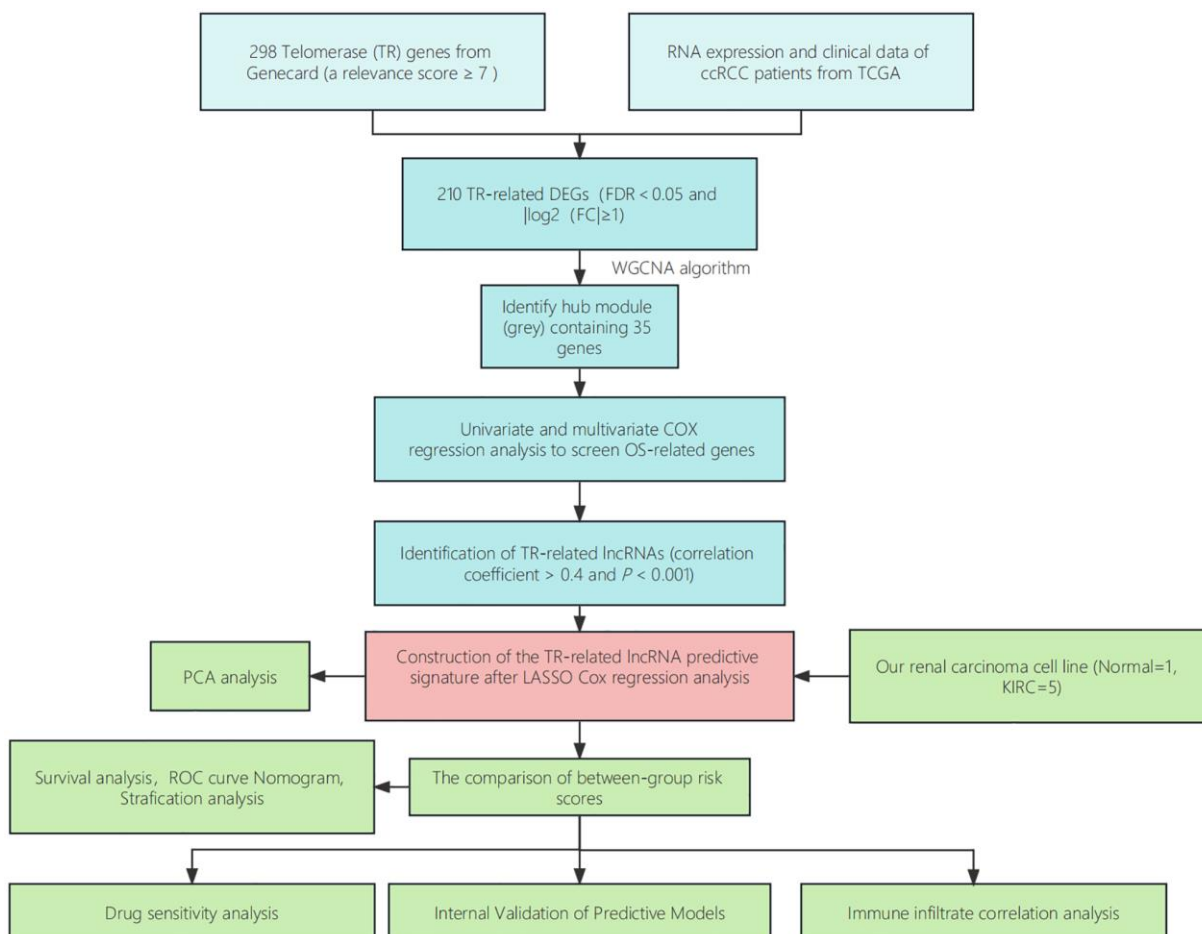 298 Telomerase (TR) genes from
Genecard (a relevance score ≥ 7 )
RNA expression and clinical data of
ccRCC patients from TCGA
210 TR-related DEGs（FDR < 0.05 and
|log2（FC|≥1)
WGCNA algorithm
Identify hub module
(grey) containing 35
genes
Univariate and multivariate COX
regression analysis to screen OS-related genes
Identification of TR-related lncRNAs (correlation
coefficient > 0.4 and P < 0.001)
PCA analysis
Construction of the TR-related lncRNA predictive
signature after LASSO Cox regression analysis
Our renal carcinoma cell line (Normal=1,
KIRC=5)
Survival analysis，ROC curve Nomogram,
Strafication analysis
The comparison of between-group risk
scores
Drug sensitivity analysis
Internal Validation of Predictive Models
Immune infiltrate correlation analysis